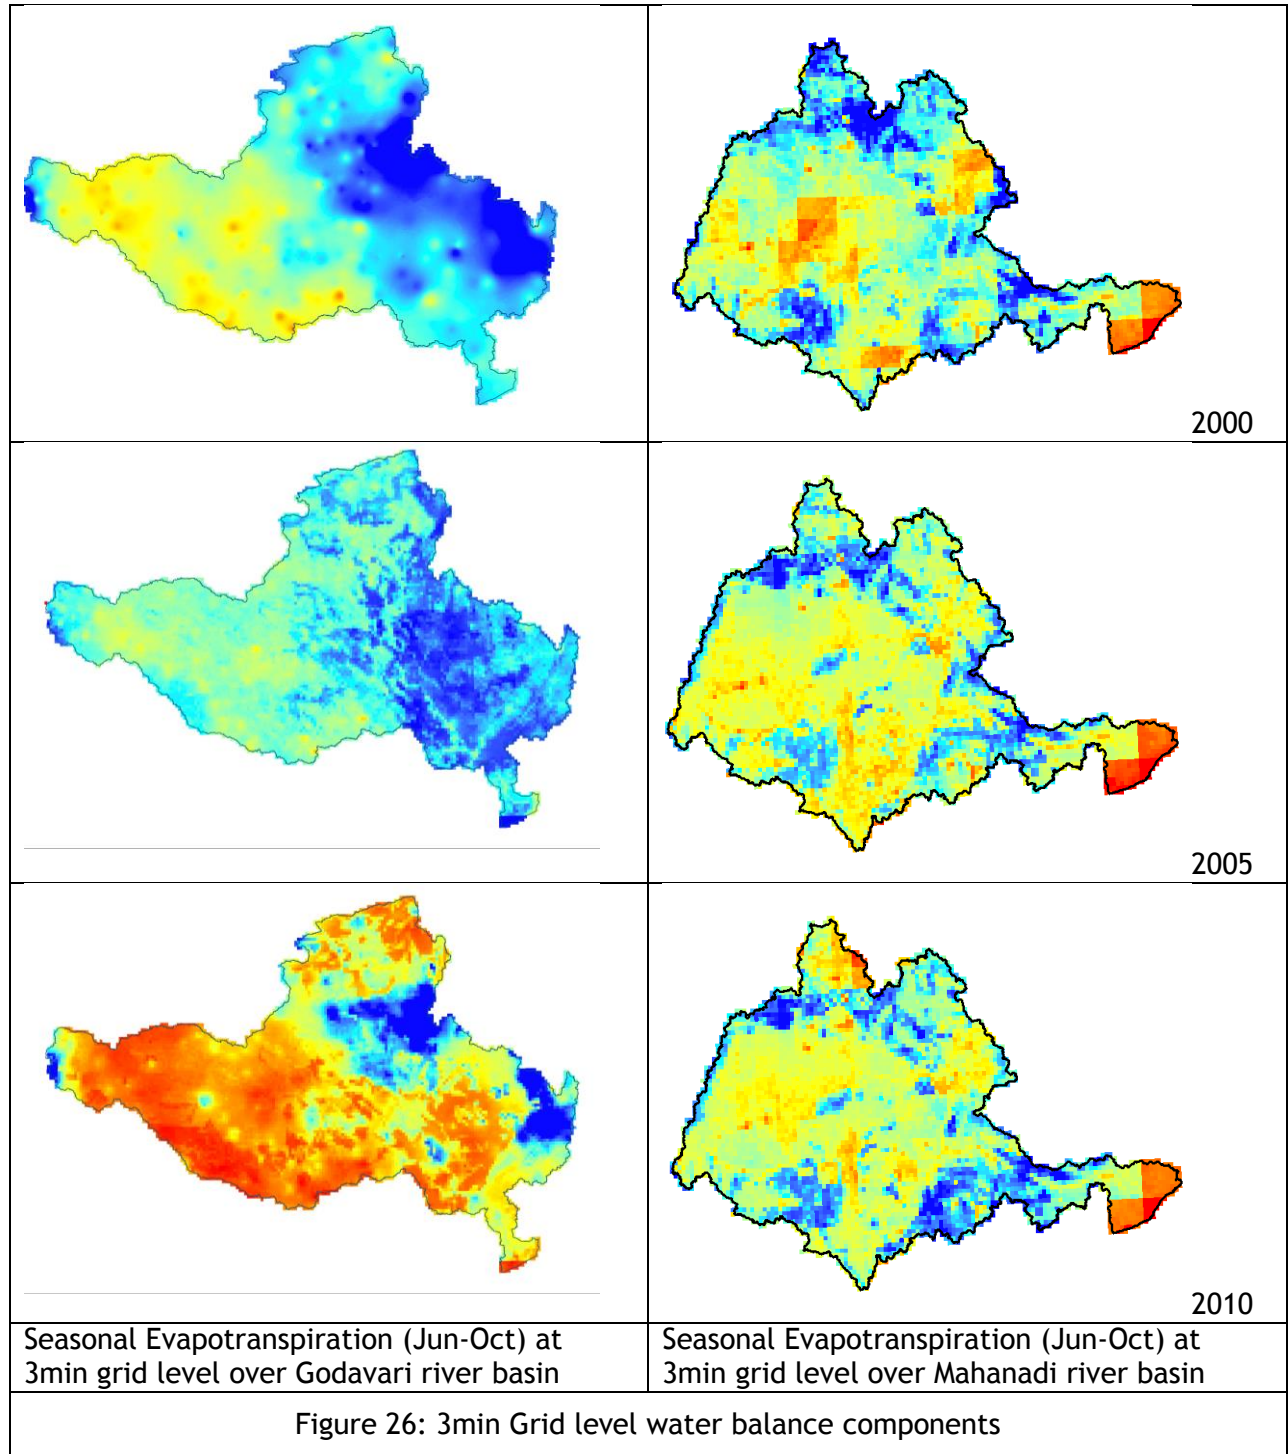 2000
2005
2010
Seasonal Evapotranspiration (Jun-Oct) at
3min grid level over Godavari river basin
Seasonal Evapotranspiration (Jun-Oct) at
3min grid level over Mahanadi river basin
Figure 26: 3min Grid level water balance components